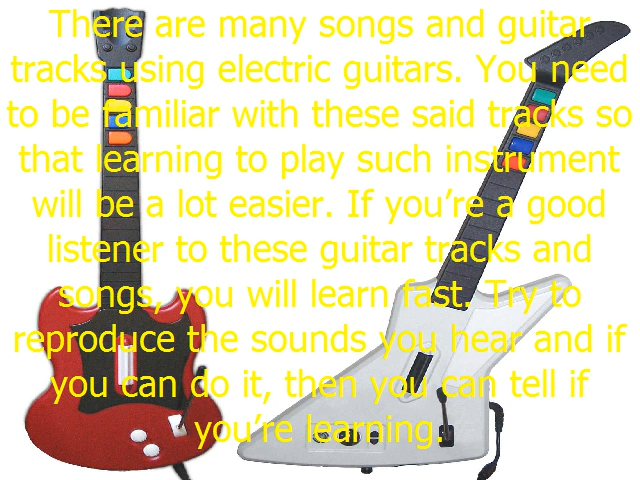 There are many songs and guitar
tracks using electric guitars. You need
to be familiar with these said tracks so
that learning to play such instrument
will be a lot easier. If you’re a good
listener to these guitar tracks and
songs, you will learn fast. Try to
reproduce the sounds you hear and if
you can do it, then you can tell if
you’re learning.